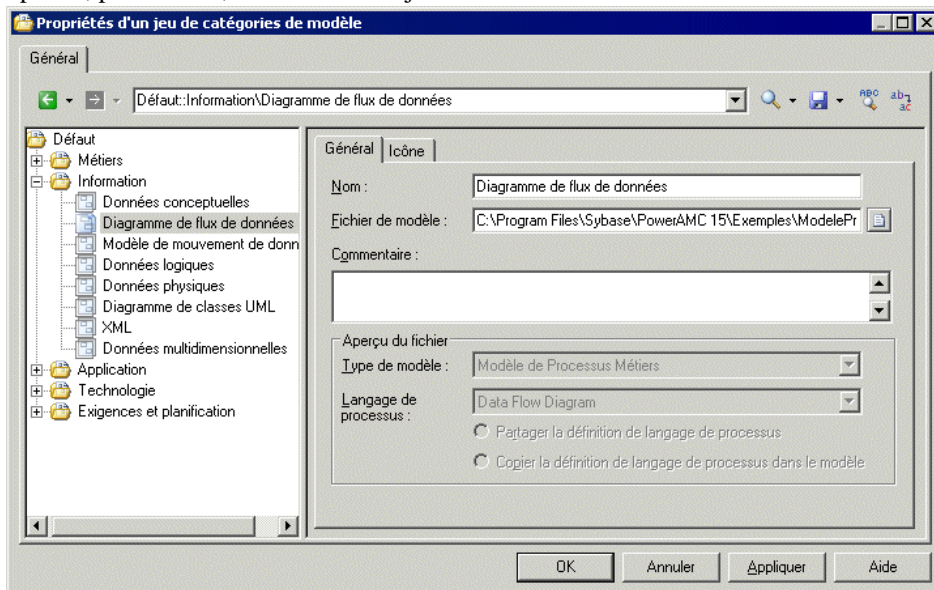 Propriétés d'un jeu de catégories de modèle
Général
Défaut::Information\Diagramme de flux de données
ABC
ab
ac
Défaut
Métiers
Information
Données conceptuelles
Diagramme de flux de données
Modèle de mouvement de donn
Données logiques
Données physiques
Diagramme de classes UML
XML
Données multidimensionnelles
Application
Technologie
Exigences et planification
Général
Icône
Nom :
Diagramme de flux de données
Fichier de modèle :
C:\Program Files\Sybase\PowerAMC 15\Exemples\ModelePr
Commentaire :
Aperçu du fichier
Type de modèle :
Modèle de Processus Métiers
Langage de
processus :
Data Flow Diagram
Partager la définition de langage de processus
Copier la définition de langage de processus dans le modèle
OK
Annuler
Appliquer
Aide